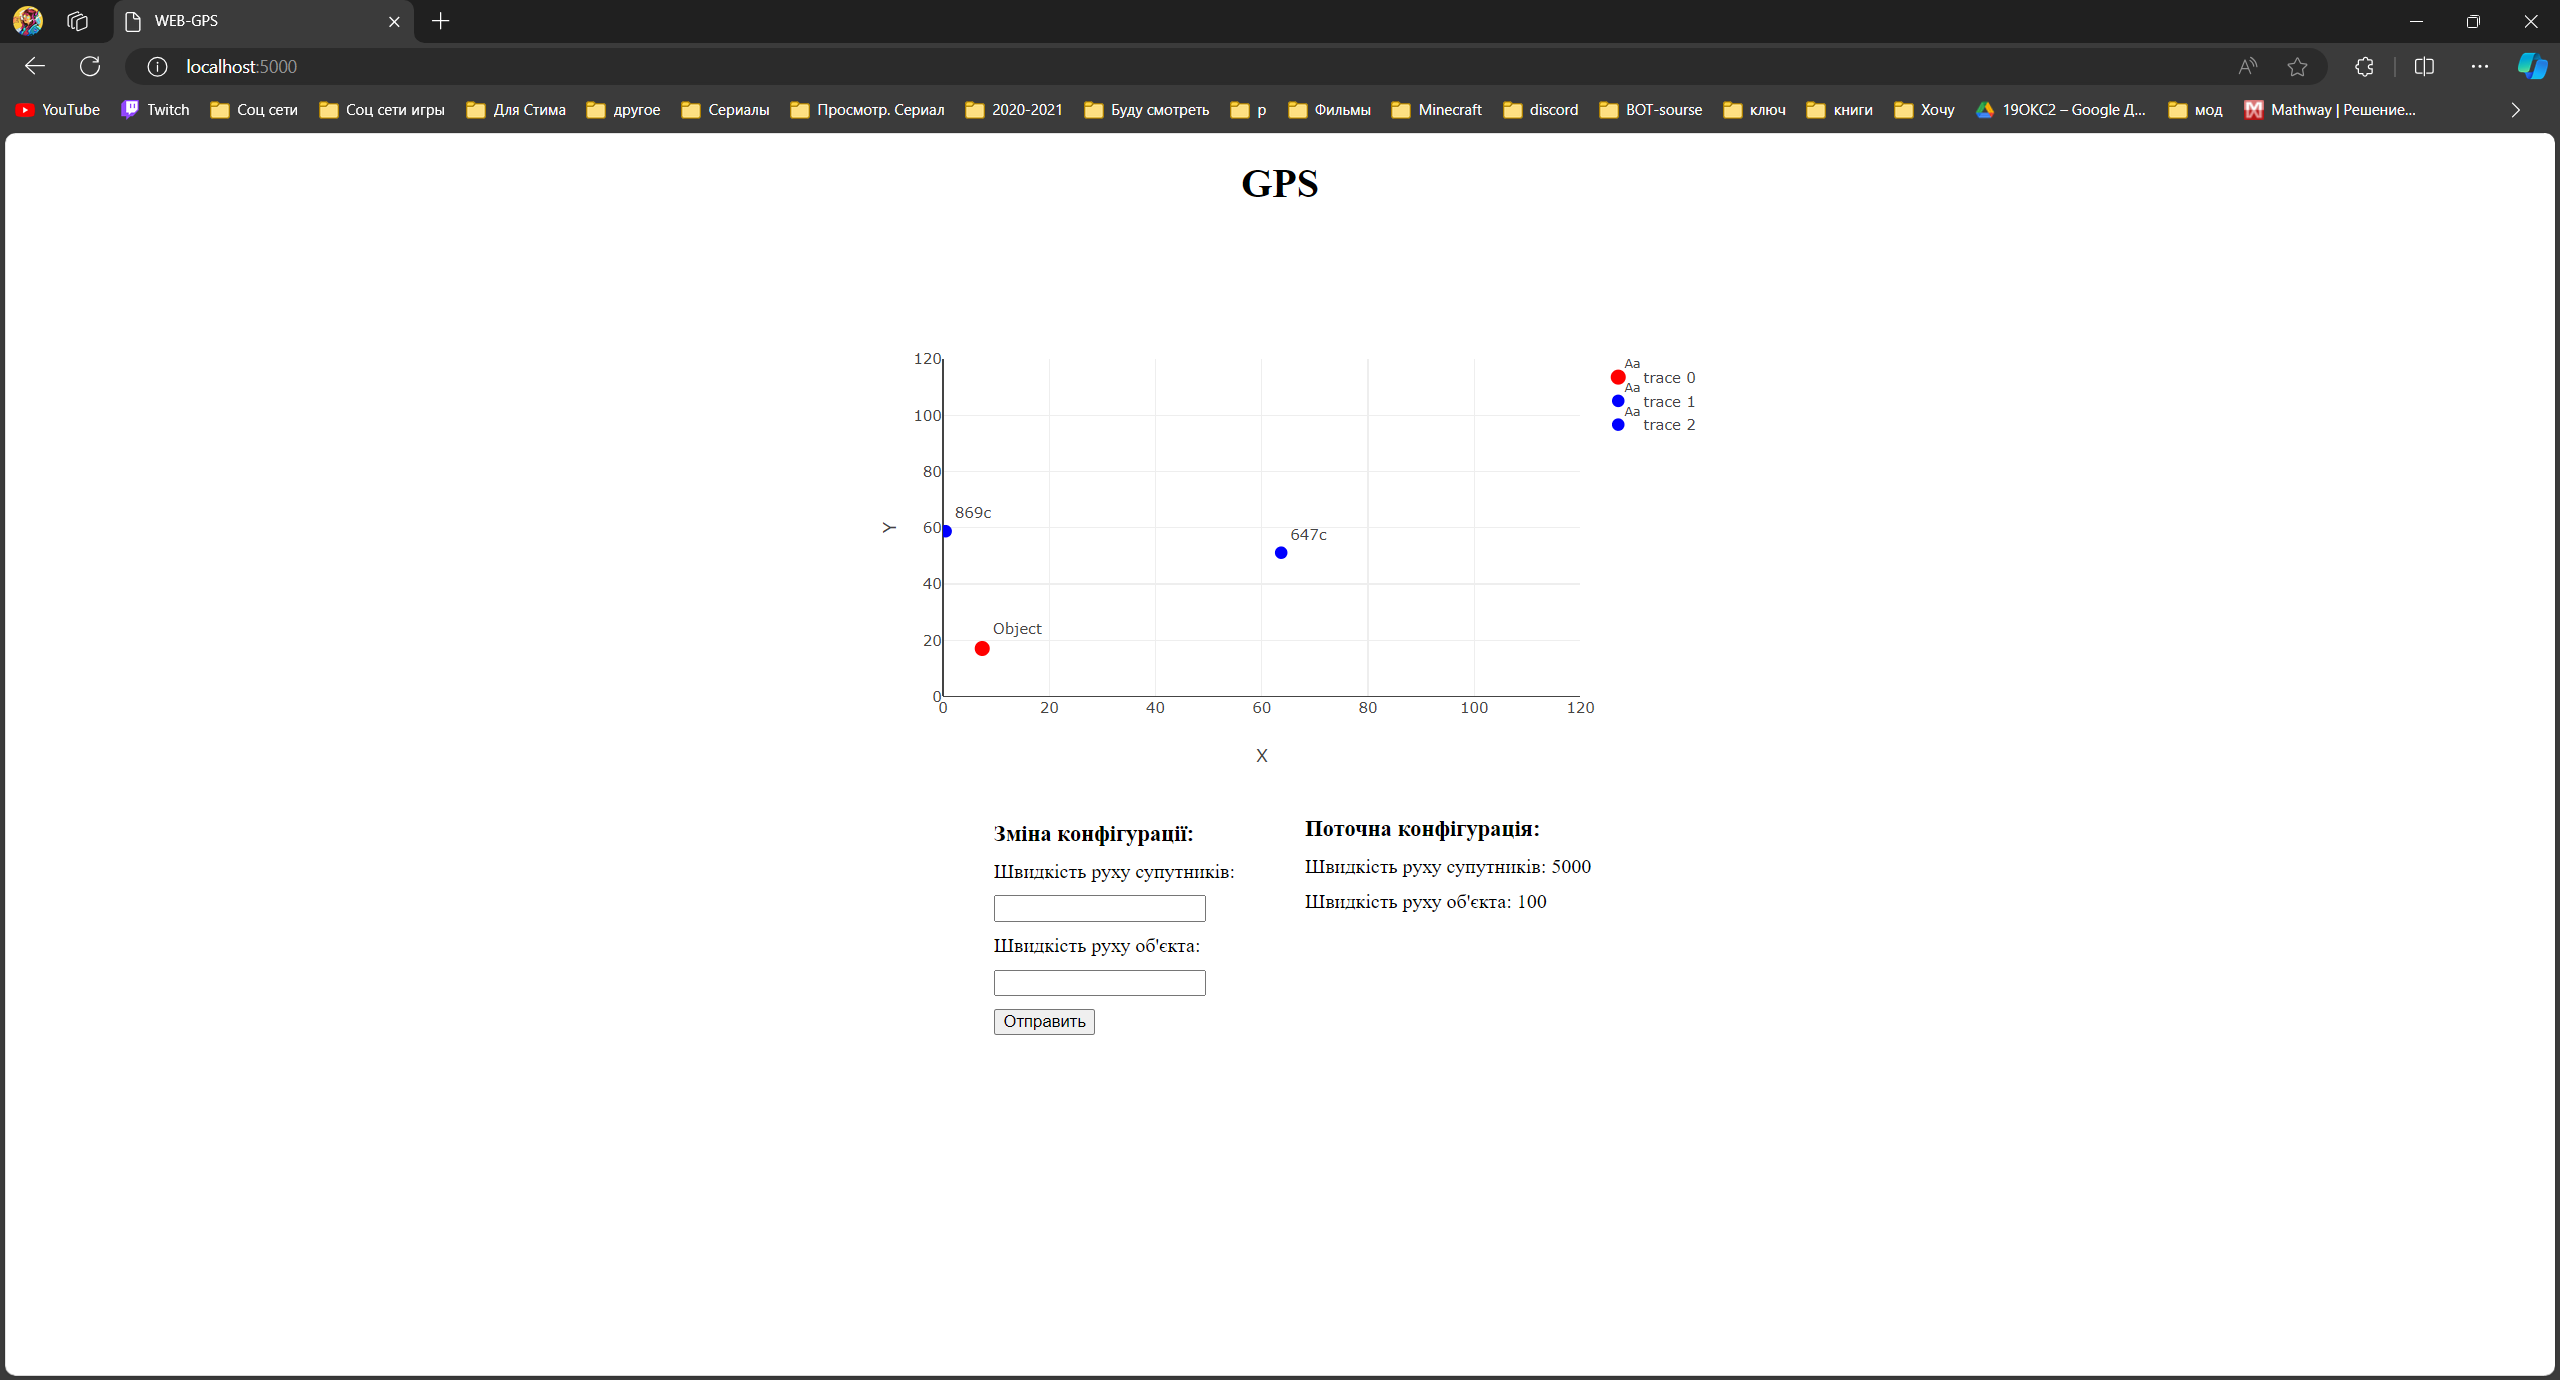 WEB-GPS
localhost:5000
YouTube Twitch Соц сети Соц сети игры Для Стима другое Сериалы Просмотр. Сериал 2020-2021 Буду смотреть р Фильмы Minecraft discord BOT-sourse ключ книги Хочу 19ОКС2 – Google Д... мод Mathway | Решение...
GPS
120
100
80
60
40
20
0
Y
869c
647c
Object
0 20 40 60 80 100 120
X
Aa
trace 0
Aa
trace 1
Aa
trace 2
Зміна конфігурації:
Швидкість руху супутників:
Швидкість руху об'єкта:
Отправить
Поточна конфігурація:
Швидкість руху супутників: 5000
Швидкість руху об'єкта: 100